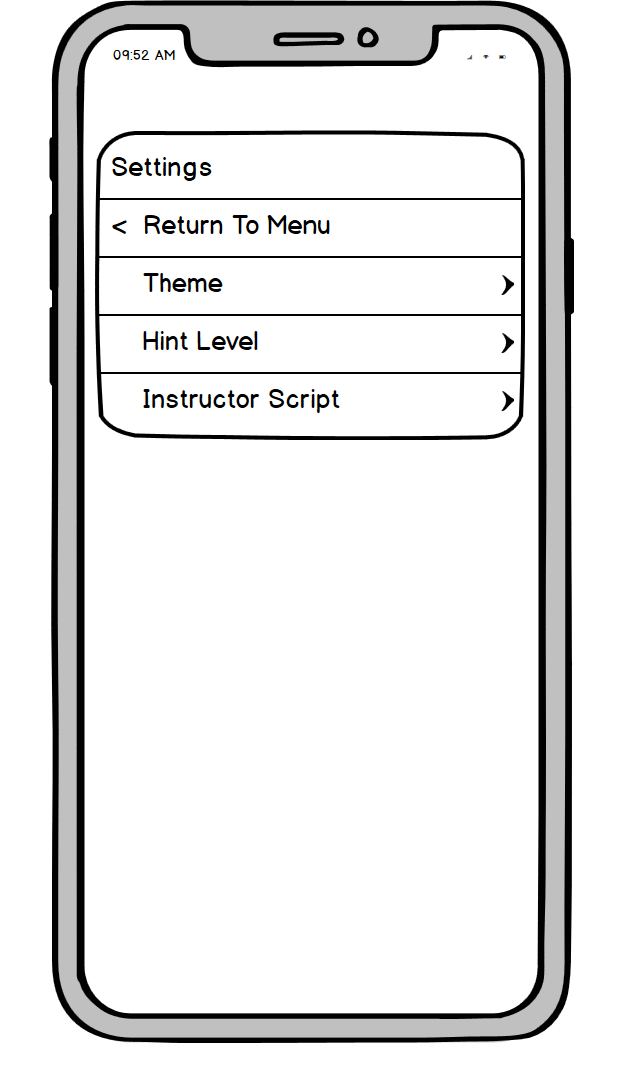 09:52 AM
Settings
< Return To Menu
Theme
Hint Level
Instructor Script